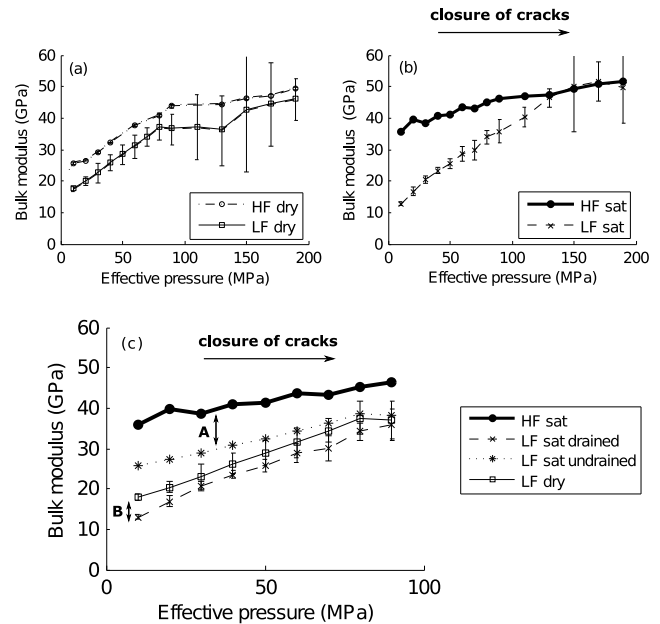 closure of cracks
(a)
60
50
40
30
20
10
0
0 50 100 150 200
Bulk modulus (GPa)
Effective pressure (MPa)
HF dry
LF dry
(b)
60
50
40
30
20
10
0
0 50 100 150 200
Bulk modulus (GPa)
Effective pressure (MPa)
HF sat
LF sat
closure of cracks
(c)
60
50
40
30
20
10
0
0 50 100
Bulk modulus (GPa)
Effective pressure (MPa)
A
B
HF sat
LF sat drained
LF sat undrained
LF dry